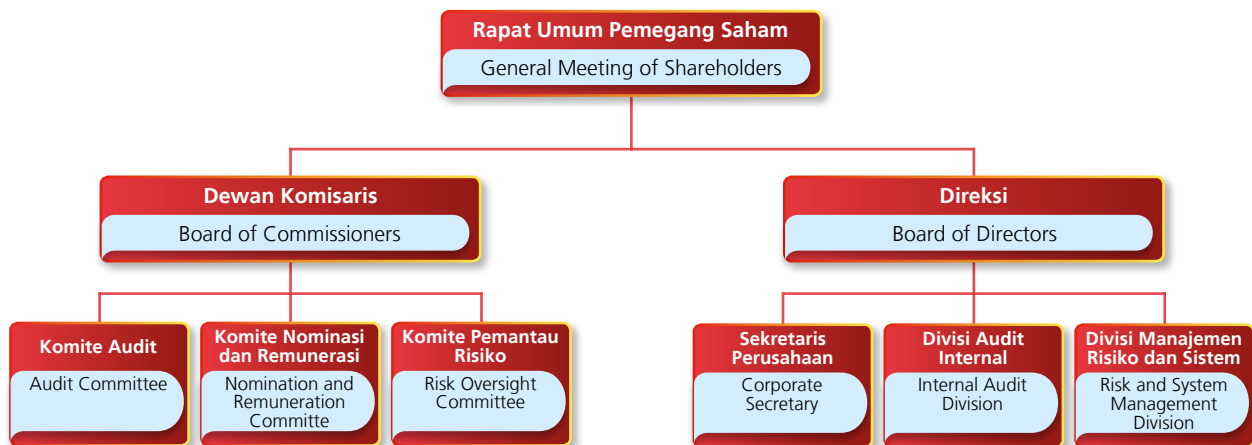 Rapat Umum Pemegang Saham
General Meeting of Shareholders
Dewan Komisaris
Board of Commissioners
Direksi
Board of Directors
Komite Audit
Audit Committee
Komite Nominasi
dan Remunerasi
Nomination and
Remuneration
Committe
Komite Pemantau
Risiko
Risk Oversight
Committee
Sekretaris
Perusahaan
Corporate
Secretary
Divisi Audit
Internal
Internal Audit
Division
Divisi Manajemen
Risiko dan Sistem
Risk and System
Management
Division